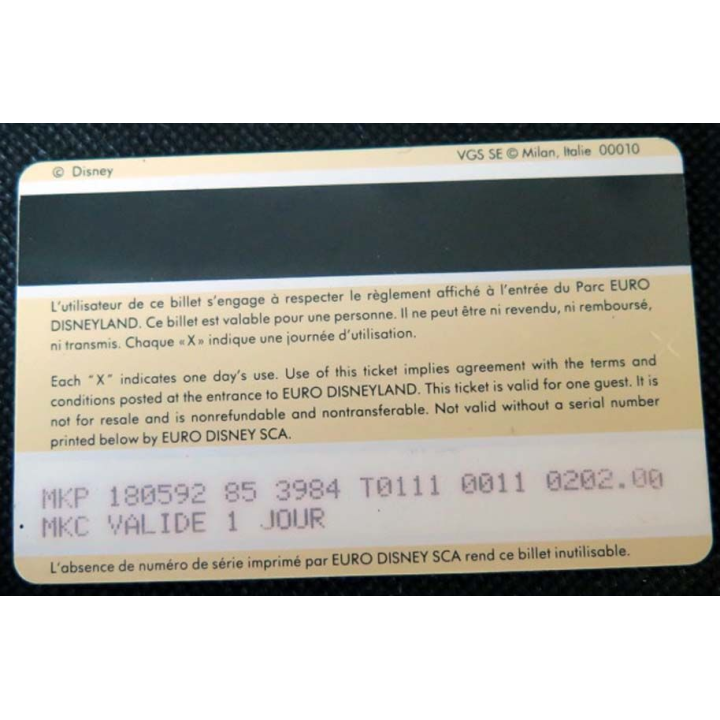 © Disney
VGS SE © Milan, Italie 00010
L'utilisateur de ce billet s'engage à respecter le règlement affiché à l'entrée du Parc EURO
DISNEYLAND. Ce billet est valable pour une personne. Il ne peut être ni revendu, ni remboursé,
ni transmis. Chaque «X» indique une journée d'utilisation.
Each "X" indicates one day's use. Use of this ticket implies agreement with the terms and
conditions posted at the entrance to EURO DISNEYLAND. This ticket is valid for one guest. It is
not for resale and is nonrefundable and nontransferable. Not valid without a serial number
printed below by EURO DISNEY SCA.
MKP 180592 85 3984 T0111 0011 0202.00
MKC VALIDE 1 JOUR
L'absence de numéro de série imprimé par EURO DISNEY SCA rend ce billet inutilisable.